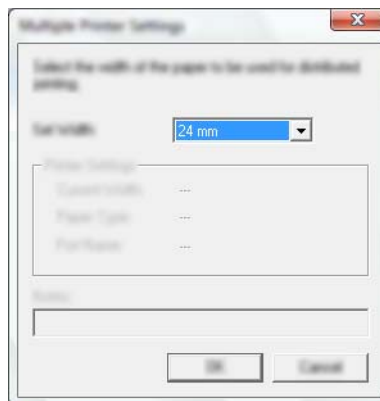 Multiple Printer Settings
Select the width of the paper to be used for distributed
printing.
Set Width:
24 mm
Printer Settings
Current Width: ---
Paper Type: ---
Port Name: ---
OK Cancel